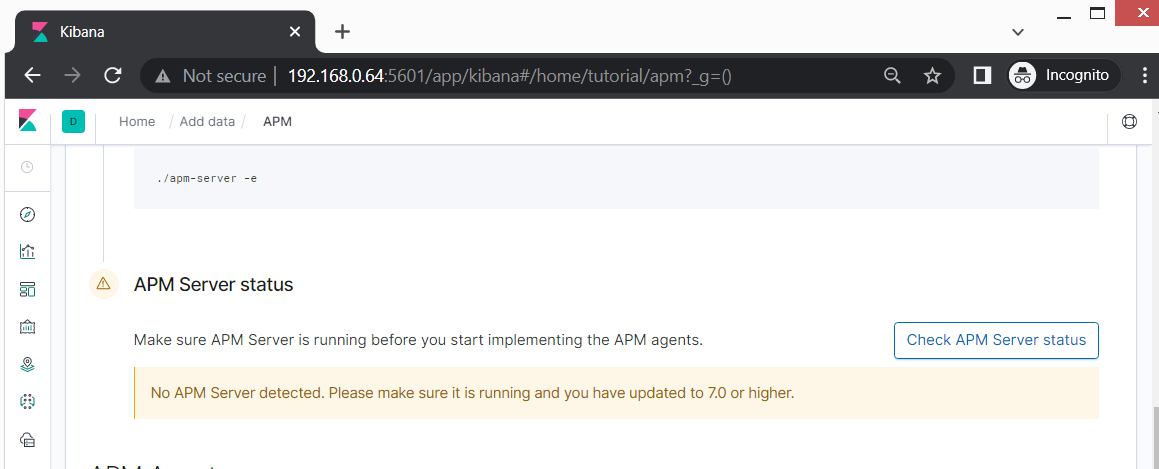 Kibana
Not secure 192.168.0.64:5601/app/kibana#/home/tutorial/apm?_g=() Incognito
D Home / Add data / APM
./apm-server -e
APM Server status
Make sure APM Server is running before you start implementing the APM agents. Check APM Server status
No APM Server detected. Please make sure it is running and you have updated to 7.0 or higher.